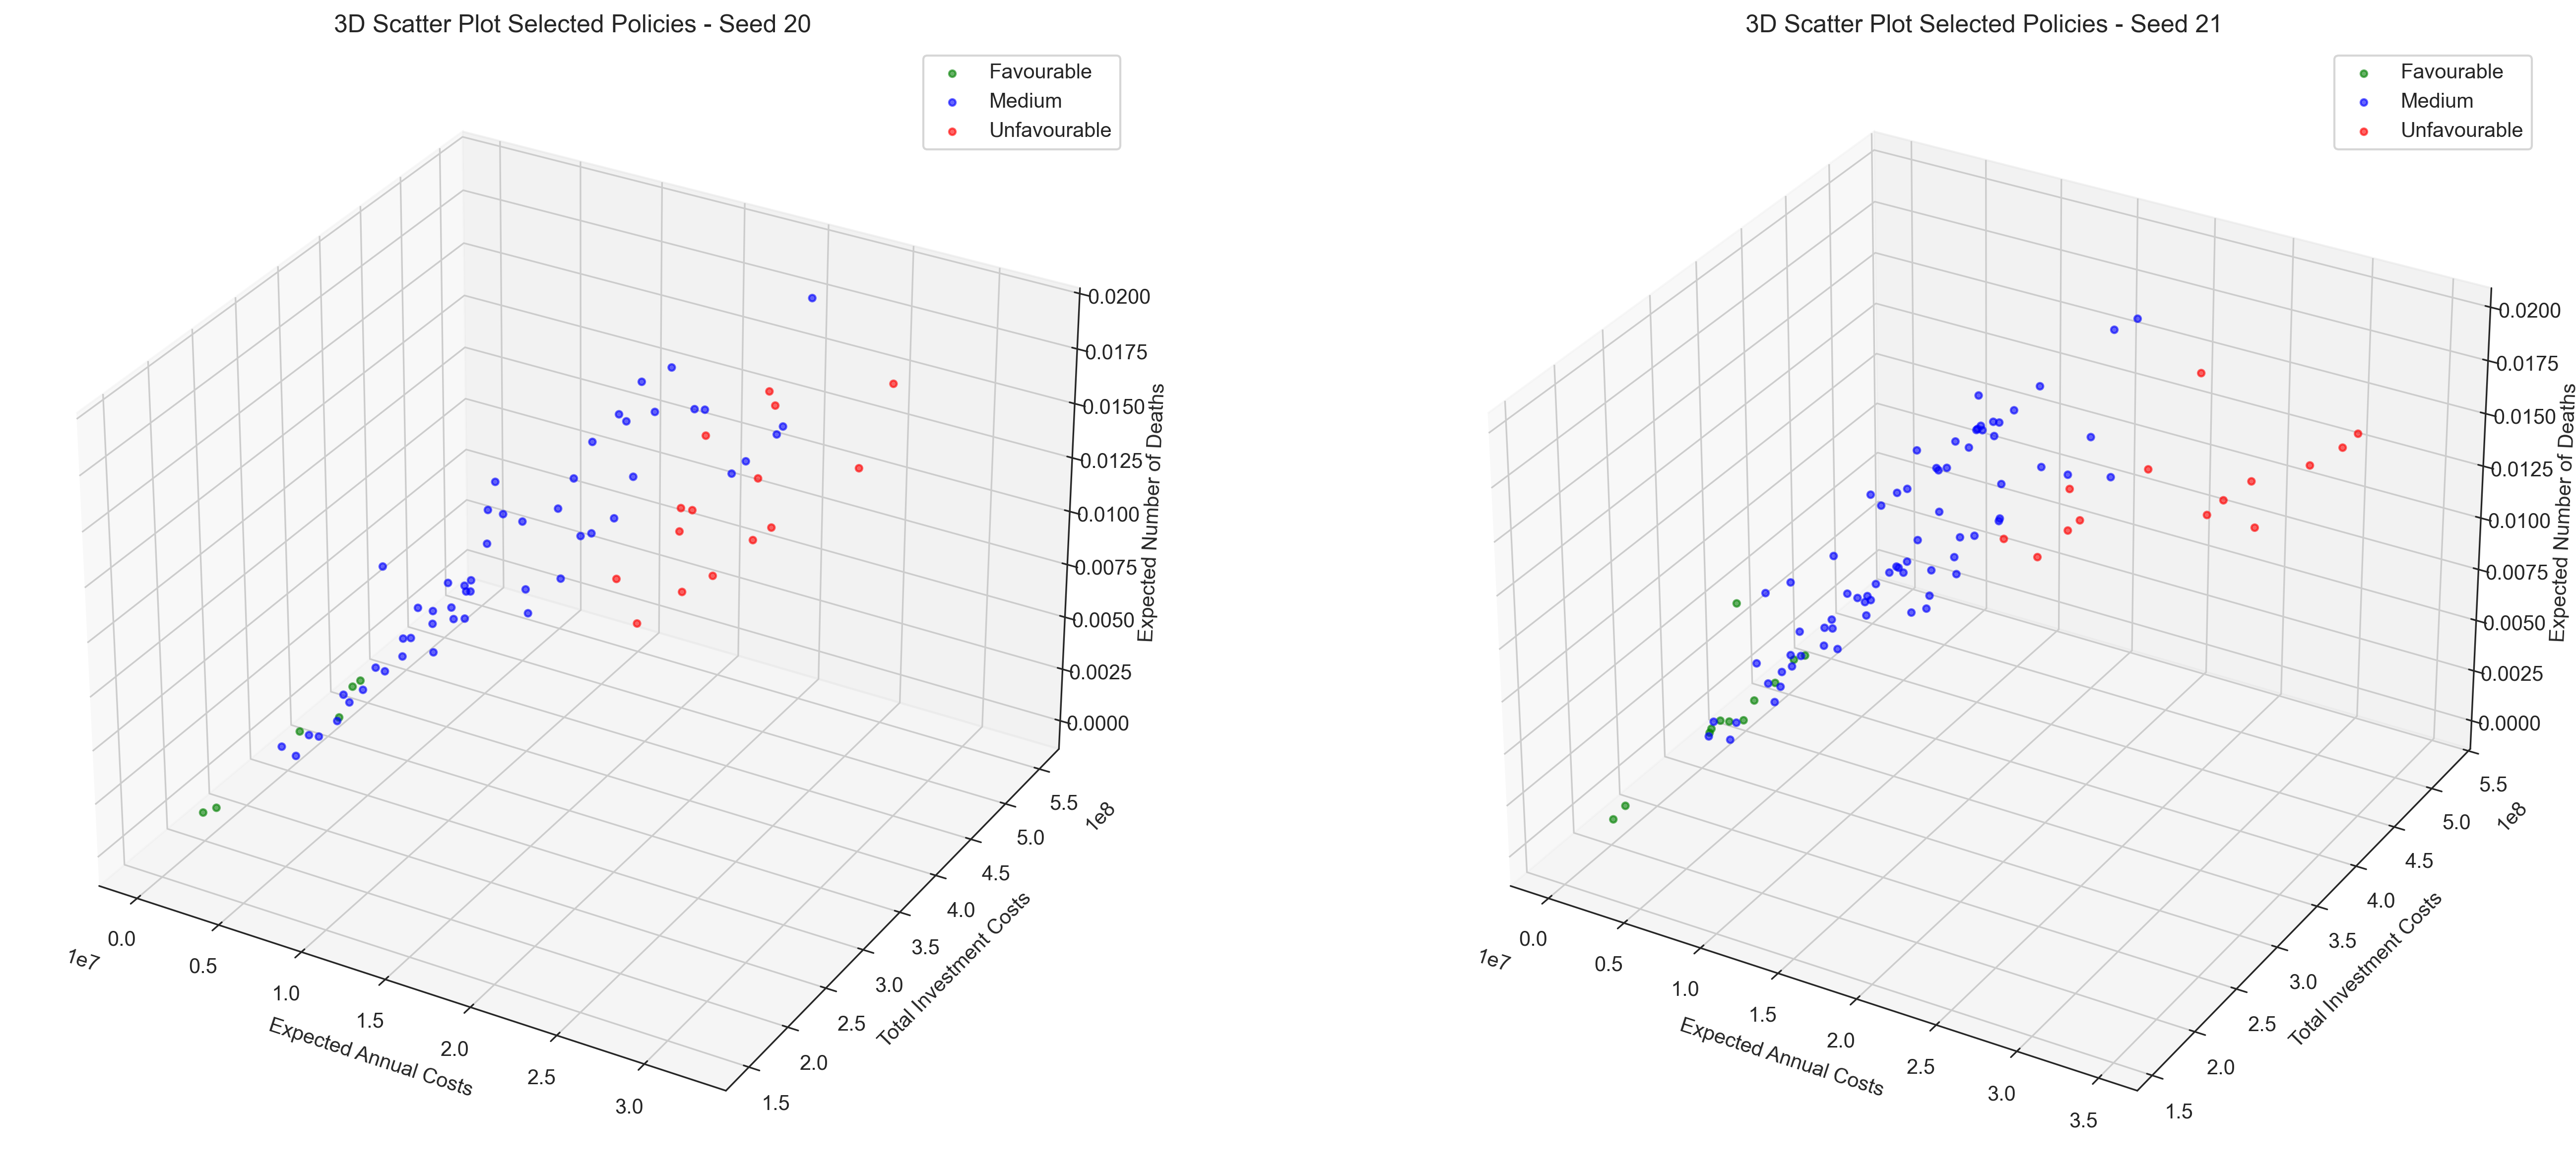 3D Scatter Plot Selected Policies - Seed 20
Favourable
Medium
Unfavourable
0.0200
0.0175
0.0150
0.0125
0.0100
0.0075
0.0050
0.0025
0.0000
Expected Number of Deaths
5.5
5.0
4.5
4.0
3.5
3.0
2.5
2.0
1.5
1e8
Total Investment Costs
0.0
0.5
1.0
1.5
2.0
2.5
3.0
1e7
Expected Annual Costs
3D Scatter Plot Selected Policies - Seed 21
Favourable
Medium
Unfavourable
0.0200
0.0175
0.0150
0.0125
0.0100
0.0075
0.0050
0.0025
0.0000
Expected Number of Deaths
5.5
5.0
4.5
4.0
3.5
3.0
2.5
2.0
1.5
1e8
Total Investment Costs
0.0
0.5
1.0
1.5
2.0
2.5
3.0
3.5
1e7
Expected Annual Costs